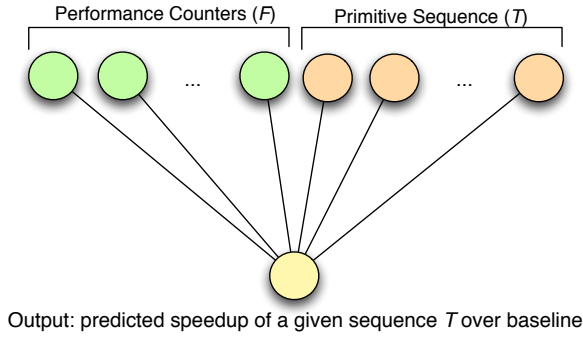 Performance Counters (F)
Primitive Sequence (T)
... ...
Output: predicted speedup of a given sequence T over baseline